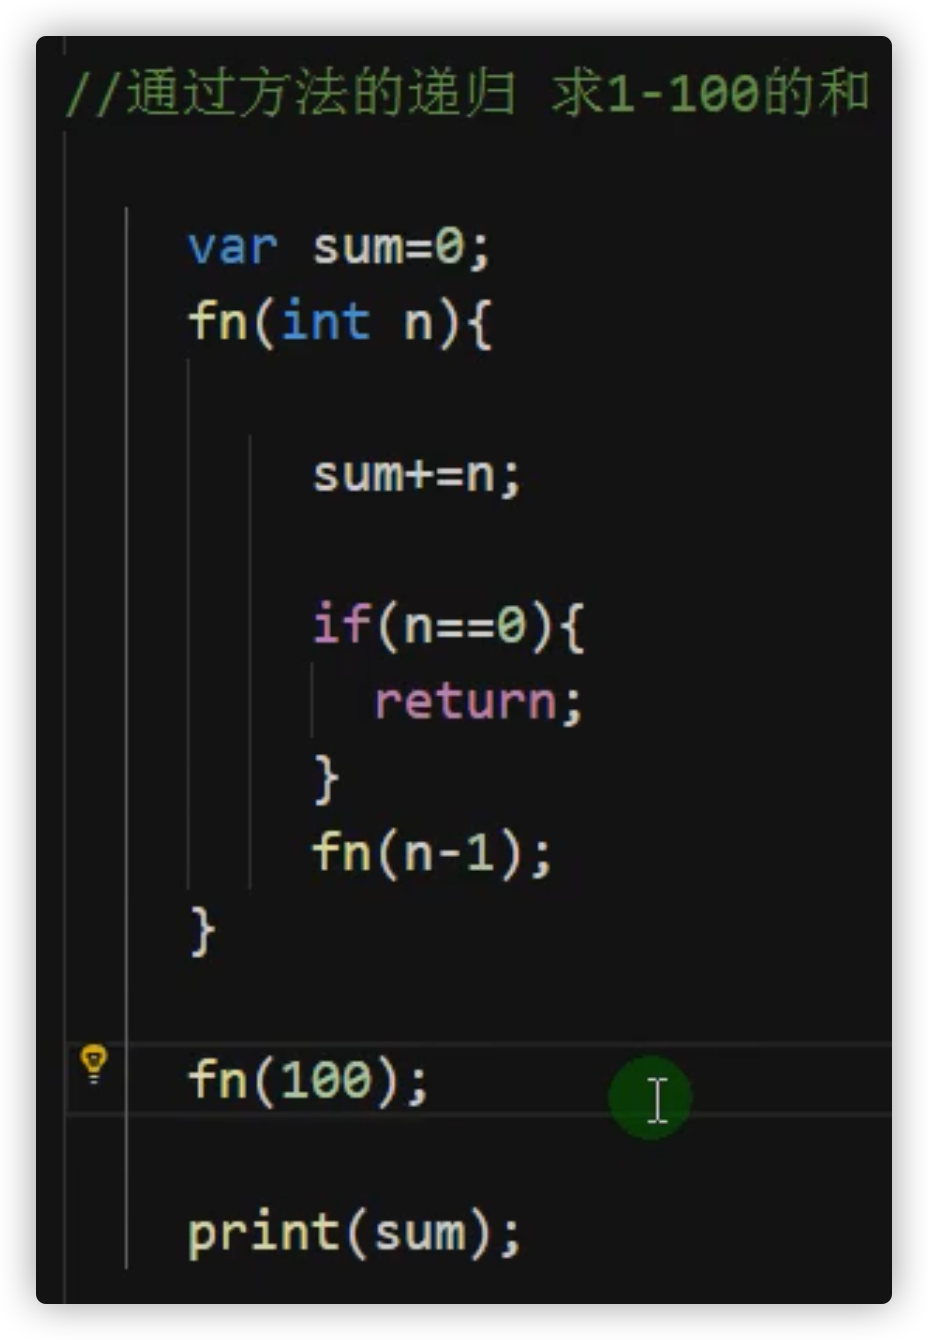 //通过方法的递归 求1-100的和
var sum=0;
fn(int n){
sum+=n;
if(n==0){
return;
}
fn(n-1);
}
fn(100);
print(sum);